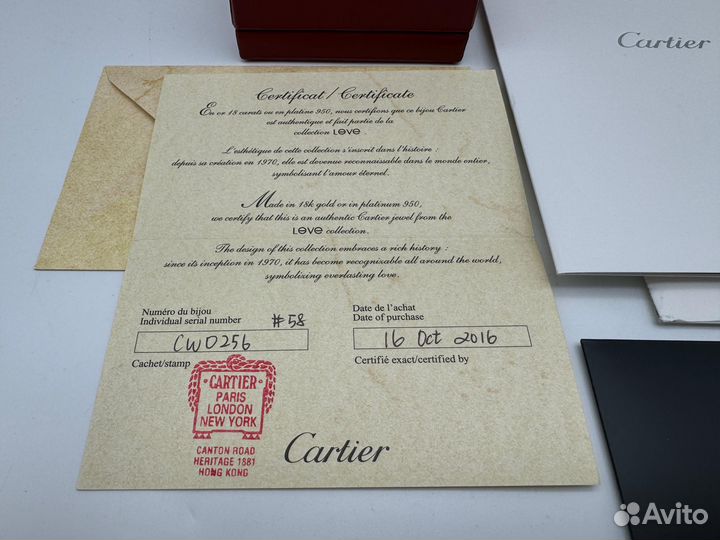 Cartier
Certificat / Certificate
En or 18 carats ou en platine 950, nous certifions que ce bijou Cartier
est authentique et fait partie de la
collection LOVE
L'esthétique de cette collection s'inscrit dans l'histoire :
depuis sa création en 1970, elle est devenue reconnaissable dans le monde entier,
symbolisant l'amour éternel.
Made in 18k gold or in platinum 950,
we certify that this is an authentic Cartier jewel from the
LOVE collection.
The design of this collection embraces a rich history :
since its inception in 1970, it has become recognizable all around the world,
symbolizing everlasting love.
Numéro du bijou
Individual serial number #58
CWD256
Cachet/stamp
Date de l'achat
Date of purchase
16 Oct 2016
Certifié exact/certified by
CARTIER
PARIS
LONDON
NEW YORK
CANTON ROAD
HERITAGE 1881
HONG KONG
Cartier
Avito